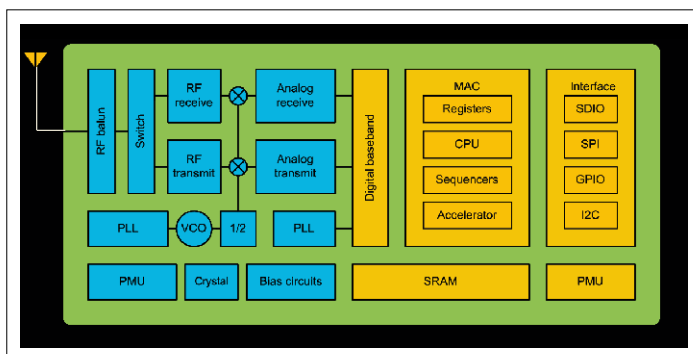 RF balun
Switch
RF
receive
Analog
receive
RF
transmit
Analog
transmit
PLL
VCO
1/2
PLL
Digital baseband
MAC
Registers
CPU
Sequencers
Accelerator
Interface
SDIO
SPI
GPIO
I2C
PMU
Crystal
Bias circuits
SRAM
PMU